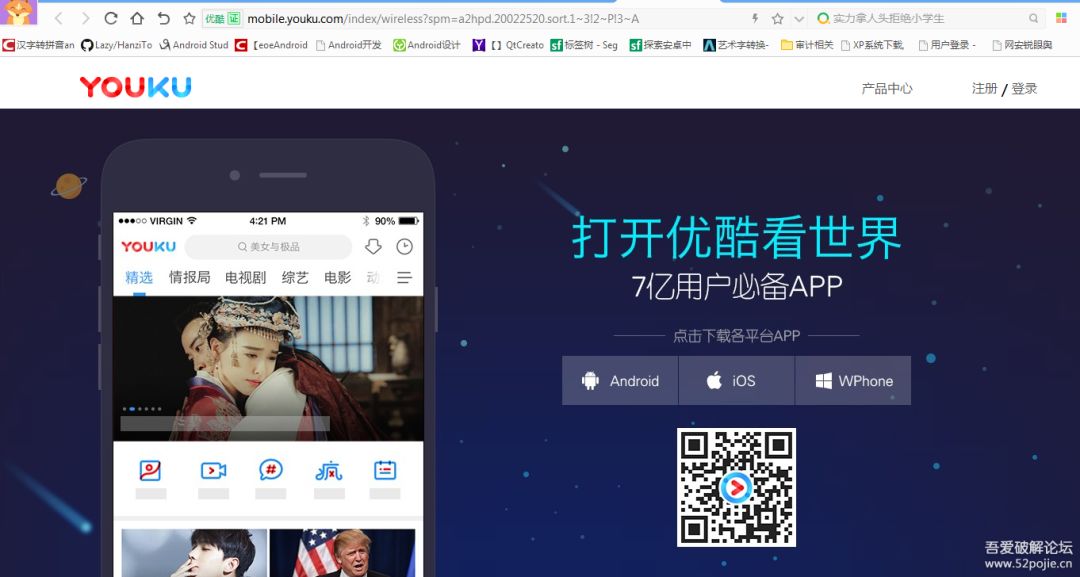 优酷 证 mobile.youku.com/index/wireless?spm=a2hpd.20022520.sort.1~3!2~PI3~A 实力拿人头拒绝小学生
汉字转拼音an Lazy/HanziTo Android Stud 【eoeAndroid Android开发 Android设计 【】QtCreato 标签树 - Seg 探索安卓中 艺术字转换- 审计相关 XP系统下载, 用户登录 - 网安锐眼舆
YOUKU 产品中心 注册 / 登录
VIRGIN 4:21 PM 90%
YOUKU 美女与极品
精选 情报局 电视剧 综艺 电影 动
打开优酷看世界
7亿用户必备APP
点击下载各平台APP
Android iOS WPhone
吾爱破解论坛
www.52pojie.cn